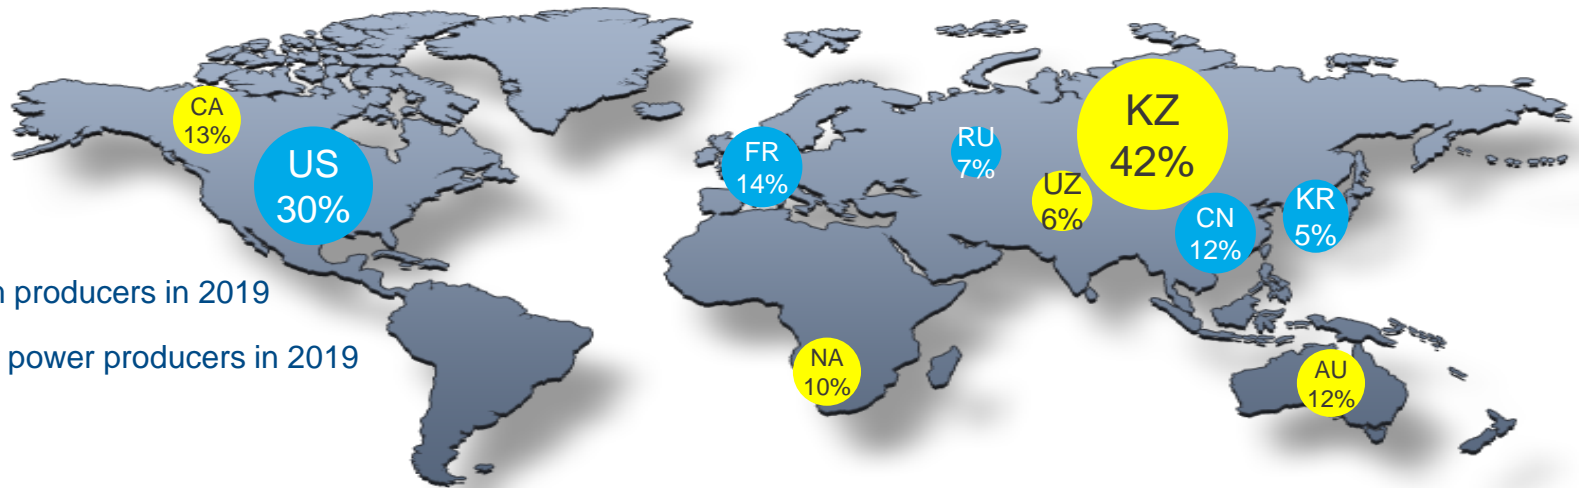 CA
13%
US
30%
FR
14%
RU
7%
KZ
42%
UZ
6%
CN
12%
KR
5%
producers in 2019
power producers in 2019
NA
10%
AU
12%